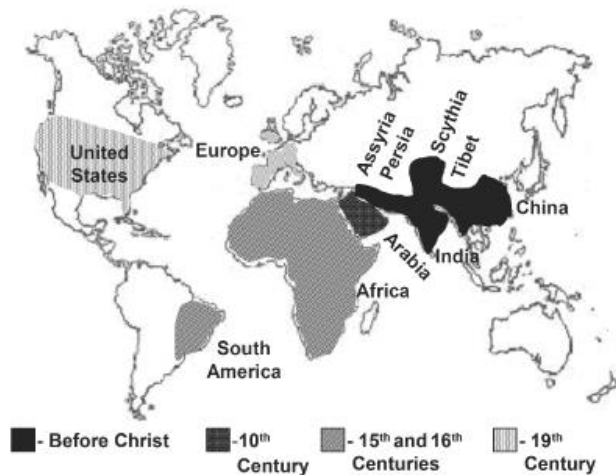 United
States
Europe
Assyria
Persia
Scythia
Tibet
China
Arabia
India
Africa
South
America
- Before Christ
-10th
Century
- 15th and 16th
Centuries
- 19th
Century